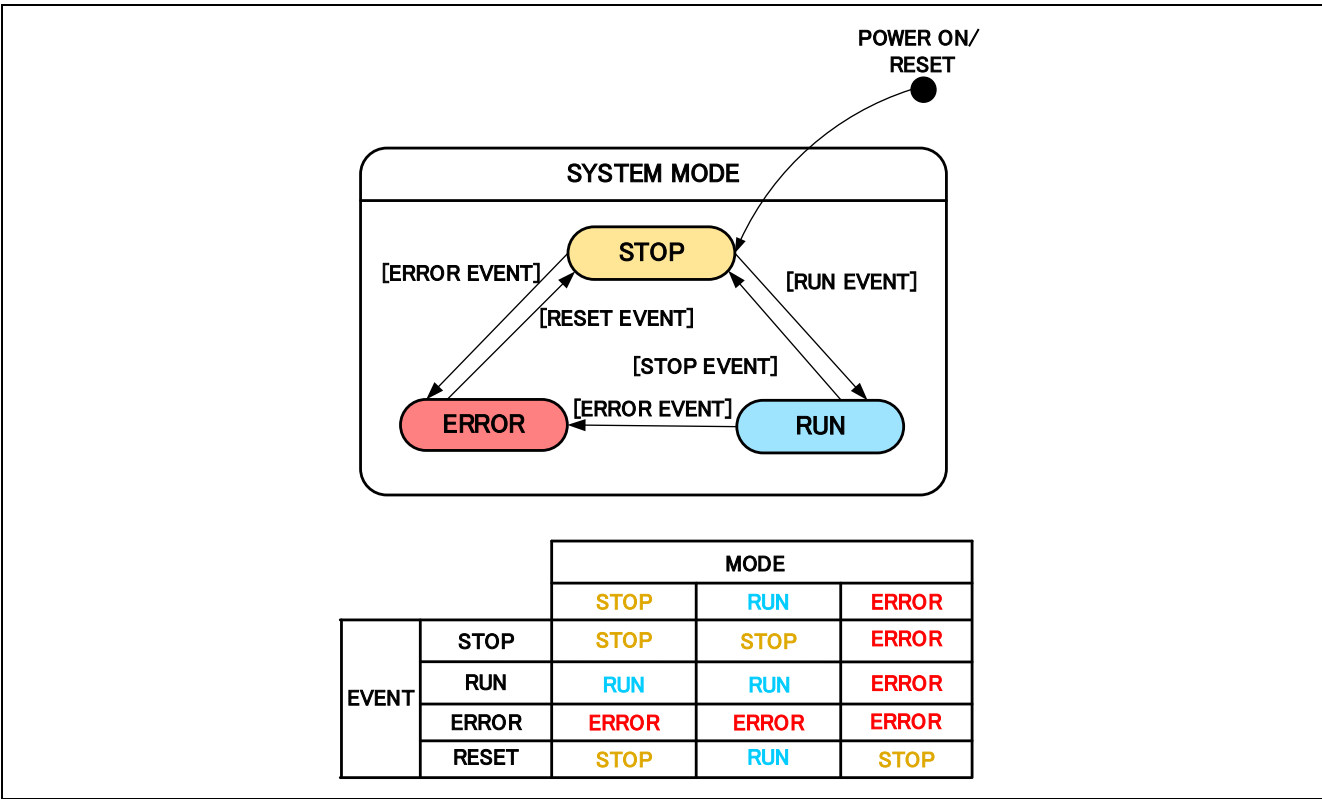 POWER ON/
RESET
SYSTEM MODE
STOP
[ERROR EVENT]
[RUN EVENT]
[RESET EVENT]
[STOP EVENT]
[ERROR EVENT]
ERROR
RUN
MODE
STOP RUN ERROR
EVENT
STOP STOP STOP ERROR
RUN RUN RUN ERROR
ERROR ERROR ERROR ERROR
RESET STOP RUN STOP